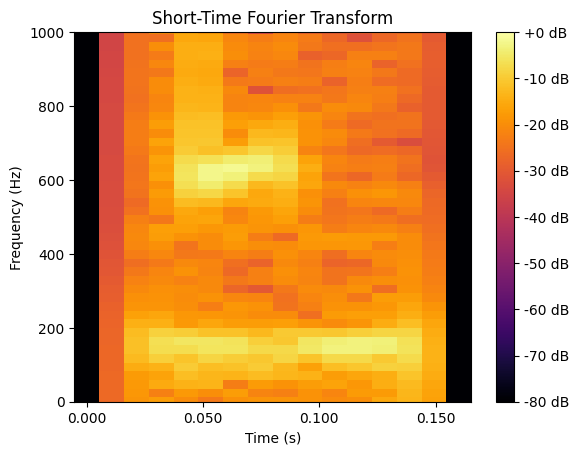 Short-Time Fourier Transform
1000
800
600
400
200
0
Frequency (Hz)
0.000
0.050
0.100
0.150
Time (s)
+0 dB
-10 dB
-20 dB
-30 dB
-40 dB
-50 dB
-60 dB
-70 dB
-80 dB